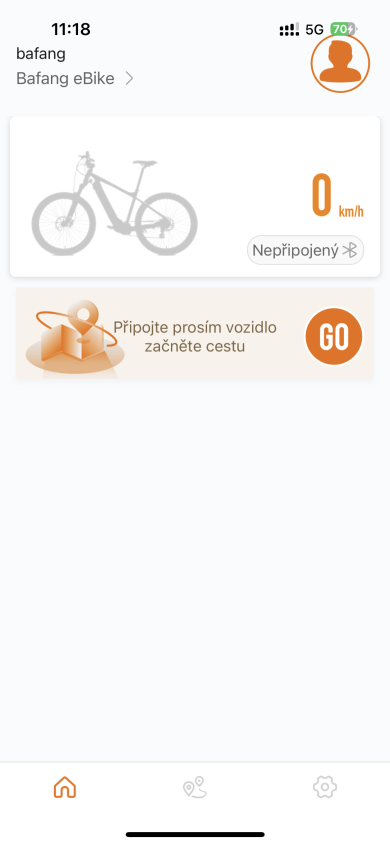 11:18
5G 70
bafang
Bafang eBike
0 km/h
Nepřipojený
Připojte prosím vozidlo
začněte cestu
GO